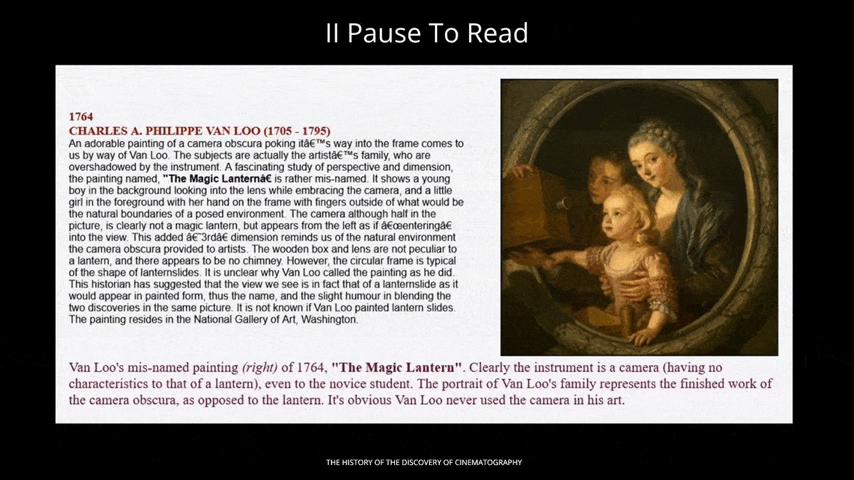 II Pause To Read
1764
CHARLES A. PHILIPPE VAN LOO (1705 - 1795)
An adorable painting of a camera obscura poking itâ€™s way into the frame comes to
us by way of Van Loo. The subjects are actually the artistâ€™s family, who are
overshadowed by the instrument. A fascinating study of perspective and dimension,
the painting named, "The Magic Lanternâ€ is rather mis-named. It shows a young
boy in the background looking into the lens while embracing the camera, and a little
girl in the foreground with her hand on the frame with fingers outside of what would be
the natural boundaries of a posed environment. The camera although half in the
picture, is clearly not a magic lantern, but appears from the left as if â€œenteringâ€
into the view. This added â€˜3rdâ€ dimension reminds us of the natural environment
the camera obscura provided to artists. The wooden box and lens are not peculiar to
a lantern, and there appears to be no chimney. However, the circular frame is typical
of the shape of lanternslides. It is unclear why Van Loo called the painting as he did.
This historian has suggested that the view we see is in fact that of a lanternslide as it
would appear in painted form, thus the name, and the slight humour in blending the
two discoveries in the same picture. It is not known if Van Loo painted lantern slides.
The painting resides in the National Gallery of Art, Washington.
Van Loo's mis-named painting (right) of 1764, "The Magic Lantern". Clearly the instrument is a camera (having no
characteristics to that of a lantern), even to the novice student. The portrait of Van Loo's family represents the finished work of
the camera obscura, as opposed to the lantern. It's obvious Van Loo never used the camera in his art.
THE HISTORY OF THE DISCOVERY OF CINEMATOGRAPHY